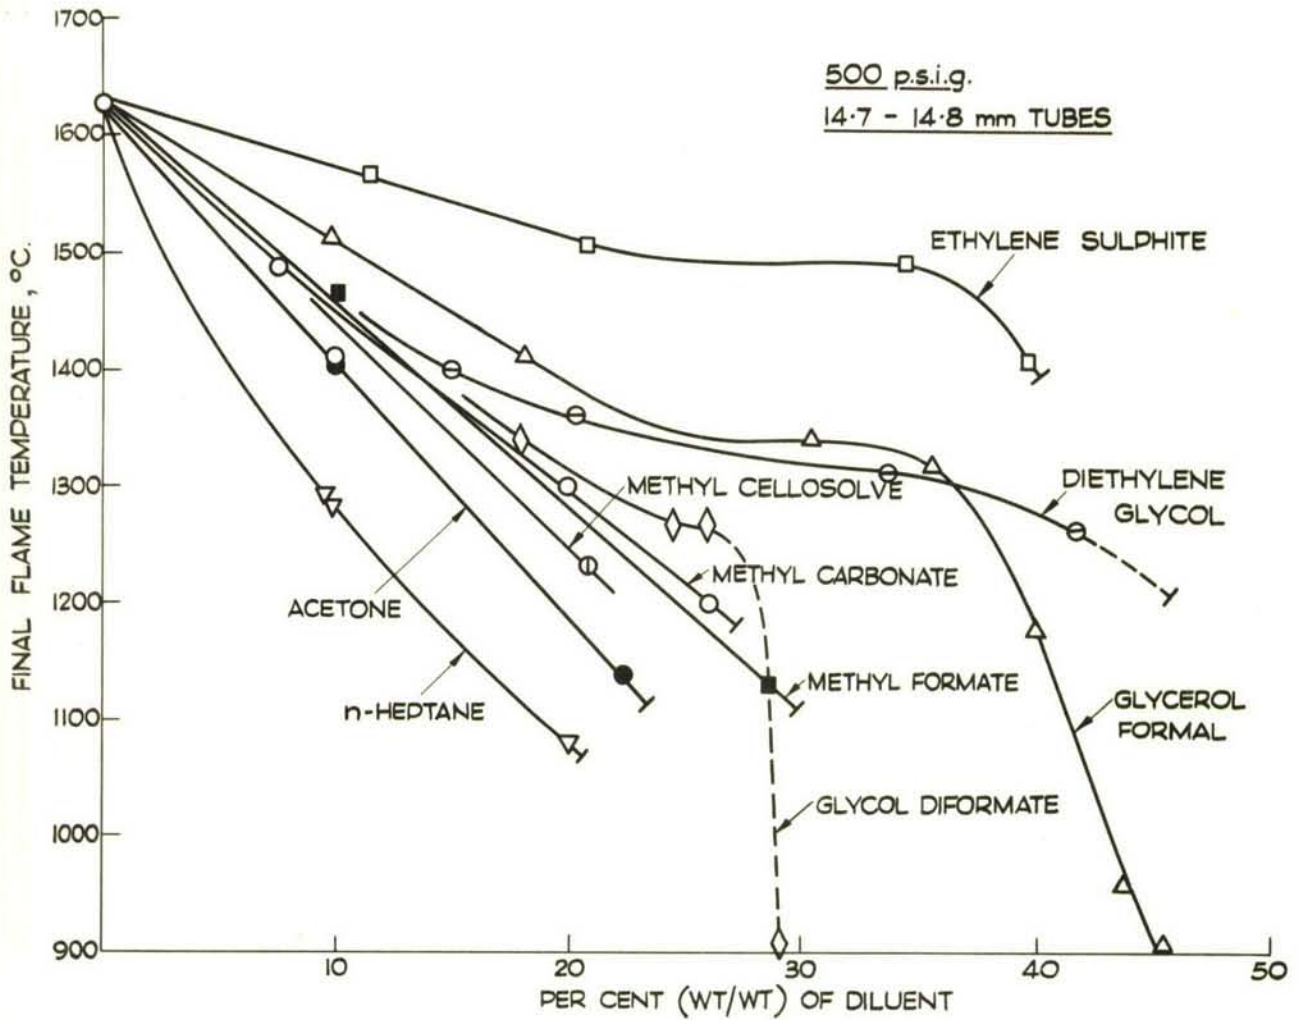 1700
500 p.s.i.g.
14·7 - 14·8 mm TUBES
1600
ETHYLENE SULPHITE
1500
1400
FINAL FLAME TEMPERATURE, °C.
1300
METHYL CELLOSOLVE
DIETHYLENE
GLYCOL
METHYL CARBONATE
1200
ACETONE
METHYL FORMATE
n-HEPTANE
1100
GLYCEROL
FORMAL
GLYCOL DIFORMATE
1000
900
10 20 30 40 50
PER CENT (WT/WT) OF DILUENT